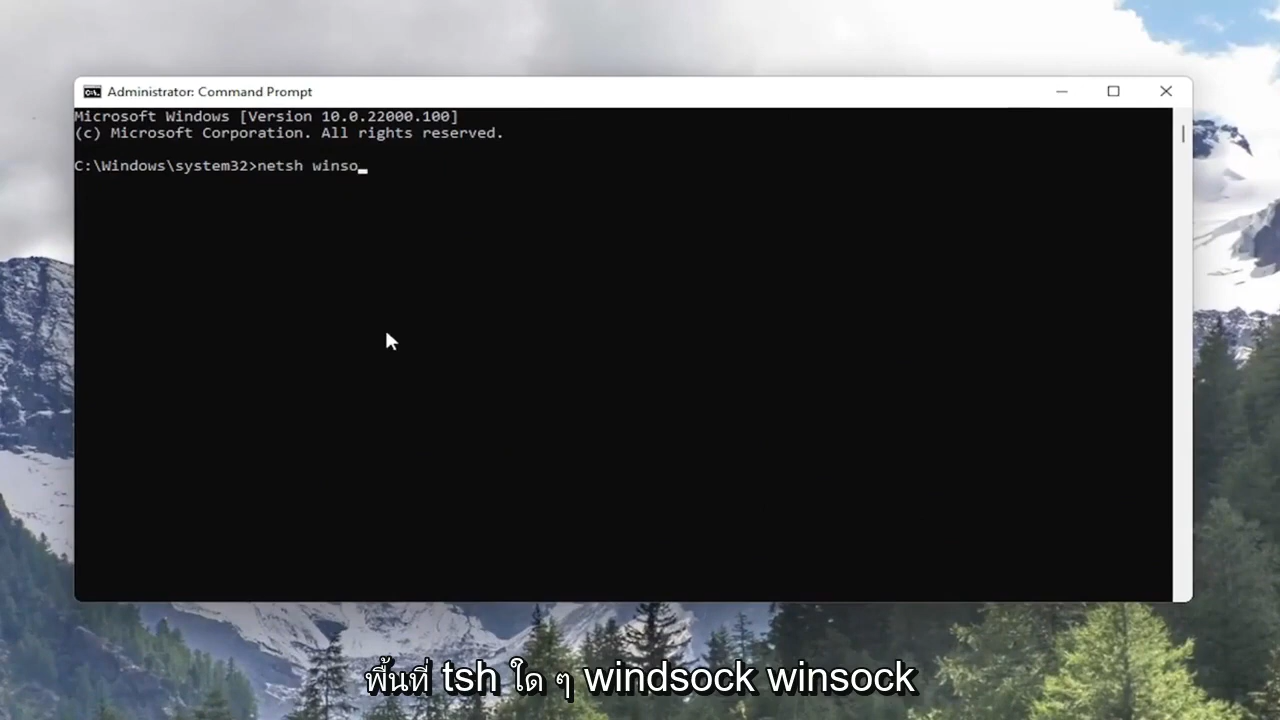 Administrator: Command Prompt
Microsoft Windows [Version 10.0.22000.100]
(c) Microsoft Corporation. All rights reserved.
C:\Windows\system32>netsh winso
พื้นที่ tsh ใด ๆ windsock winsock